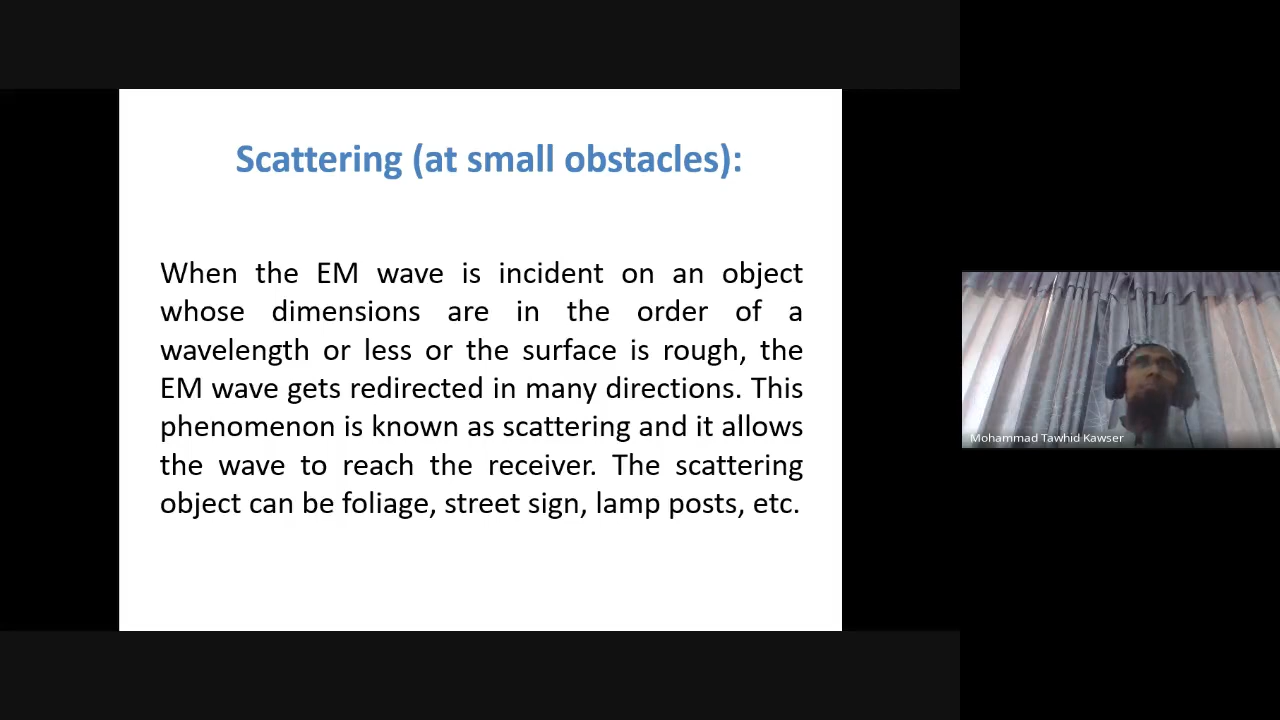 Scattering (at small obstacles):
When the EM wave is incident on an object
whose dimensions are in the order of a
wavelength or less or the surface is rough, the
EM wave gets redirected in many directions. This
phenomenon is known as scattering and it allows
the wave to reach the receiver. The scattering
object can be foliage, street sign, lamp posts, etc.
Mohammad Tawhid Kawser